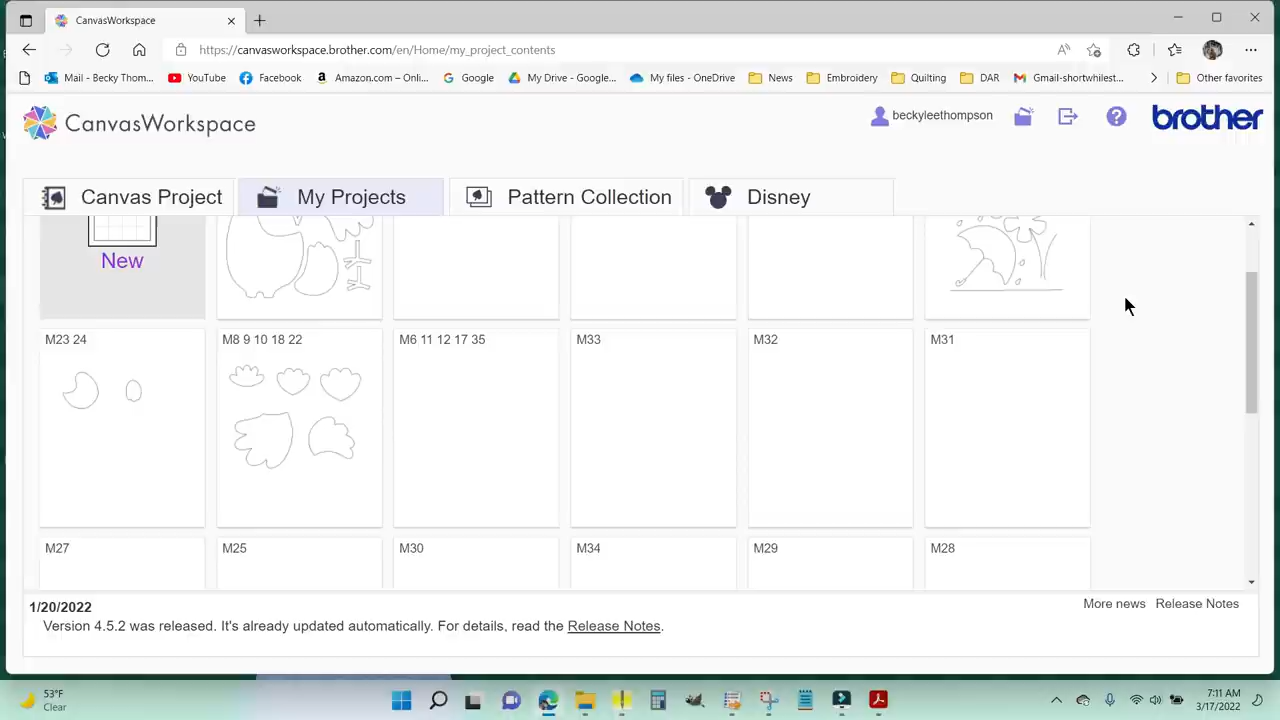 CanvasWorkspace
https://canvasworkspace.brother.com/en/Home/my_project_contents
Mail - Becky Thom...
YouTube
Facebook
Amazon.com – Onli...
Google
My Drive - Google...
My files - OneDrive
News
Embroidery
Quilting
DAR
Gmail-shortwhilest...
Other favorites
CanvasWorkspace
beckyleethompson
?
brother
Canvas Project
My Projects
Pattern Collection
Disney
New
M23 24
M8 9 10 18 22
M6 11 12 17 35
M33
M32
M31
M27
M25
M30
M34
M29
M28
1/20/2022
More news
Release Notes
Version 4.5.2 was released. It's already updated automatically. For details, read the Release Notes.
53°F
Clear
7:11 AM
3/17/2022